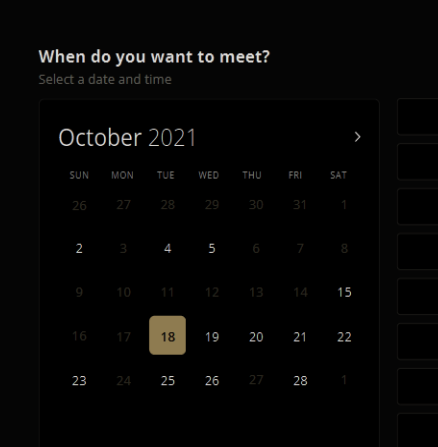 When do you want to meet?
Select a date and time
October 2021
SUN MON TUE WED THU FRI SAT
26 27 28 29 30 31 1
2 3 4 5 6 7 8
9 10 11 12 13 14 15
16 17 18 19 20 21 22
23 24 25 26 27 28 1